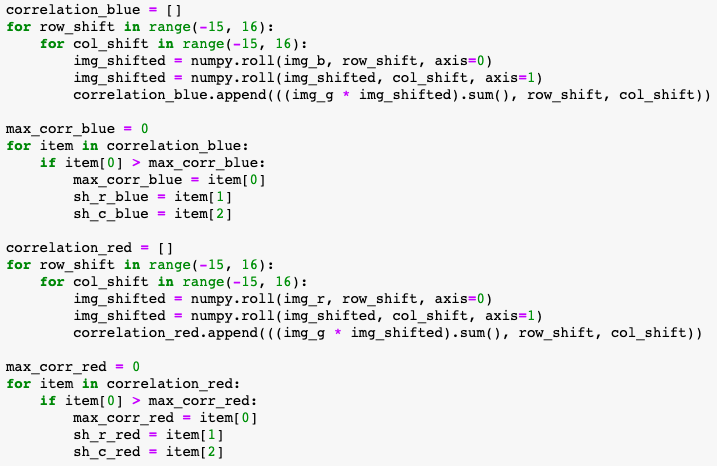 correlation_blue = []
for row_shift in range(-15, 16):
    for col_shift in range(-15, 16):
        img_shifted = numpy.roll(img_b, row_shift, axis=0)
        img_shifted = numpy.roll(img_shifted, col_shift, axis=1)
        correlation_blue.append(((img_g * img_shifted).sum(), row_shift, col_shift))

max_corr_blue = 0
for item in correlation_blue:
    if item[0] > max_corr_blue:
        max_corr_blue = item[0]
        sh_r_blue = item[1]
        sh_c_blue = item[2]

correlation_red = []
for row_shift in range(-15, 16):
    for col_shift in range(-15, 16):
        img_shifted = numpy.roll(img_r, row_shift, axis=0)
        img_shifted = numpy.roll(img_shifted, col_shift, axis=1)
        correlation_red.append(((img_g * img_shifted).sum(), row_shift, col_shift))

max_corr_red = 0
for item in correlation_red:
    if item[0] > max_corr_red:
        max_corr_red = item[0]
        sh_r_red = item[1]
        sh_c_red = item[2]